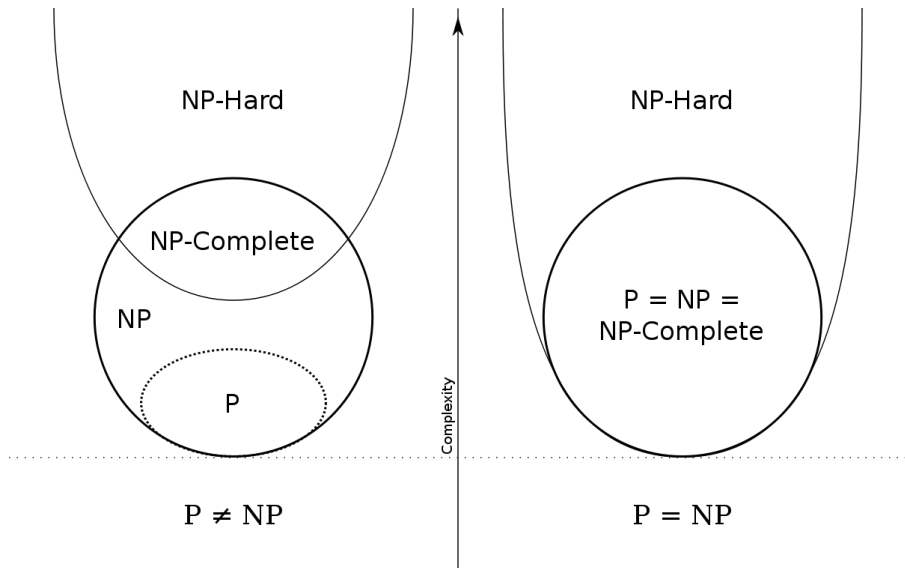 NP-Hard
NP-Complete
NP
P
P ≠ NP
Complexity
NP-Hard
P = NP =
NP-Complete
P = NP